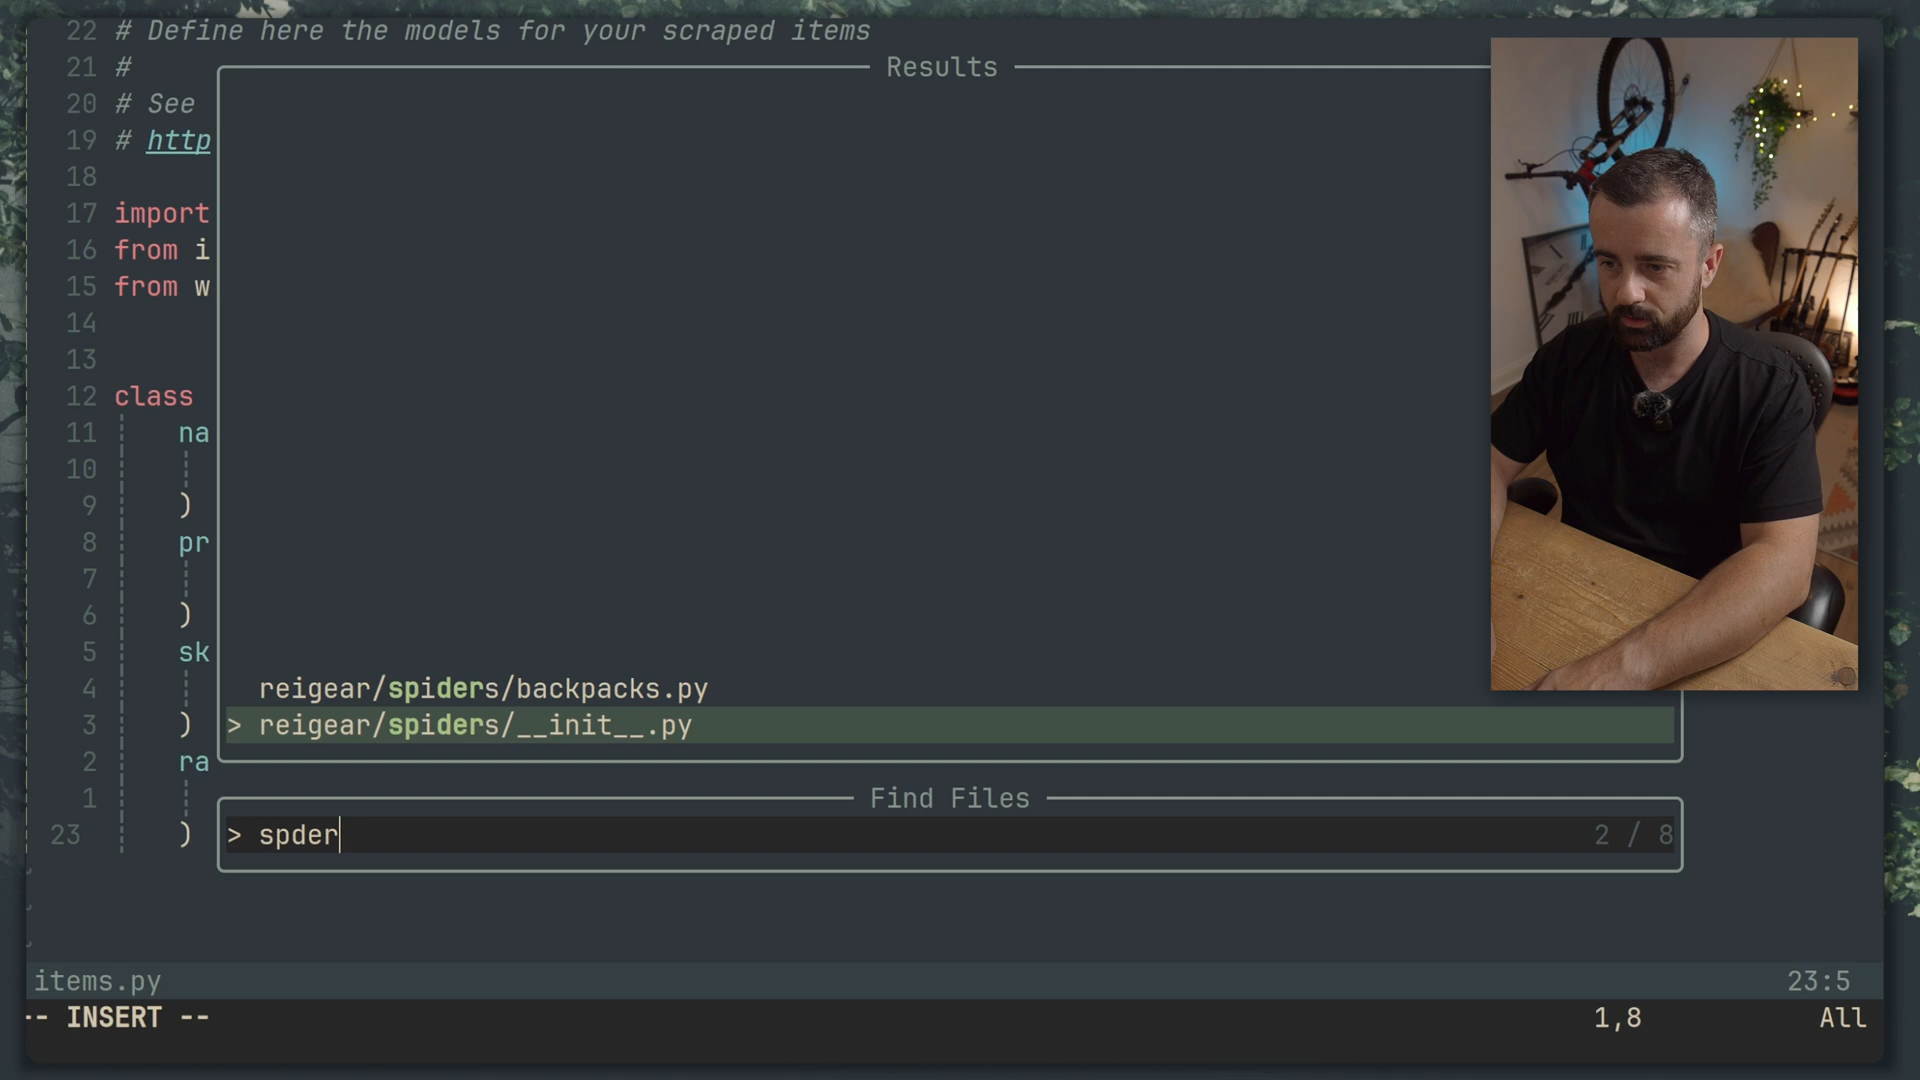 22 # Define here the models for your scraped items
21 #
Results
20 # See
19 # http
18
17 import
16 from i
15 from w
14
13
12 class
11 na
10
9 )
8 pr
7
6 )
5 sk
4 reigear/spiders/backpacks.py
3 ) > reigear/spiders/__init__.py
2 ra
1 Find Files
23 ) > spder 2 / 8
items.py 23:5
-- INSERT -- 1,8 All